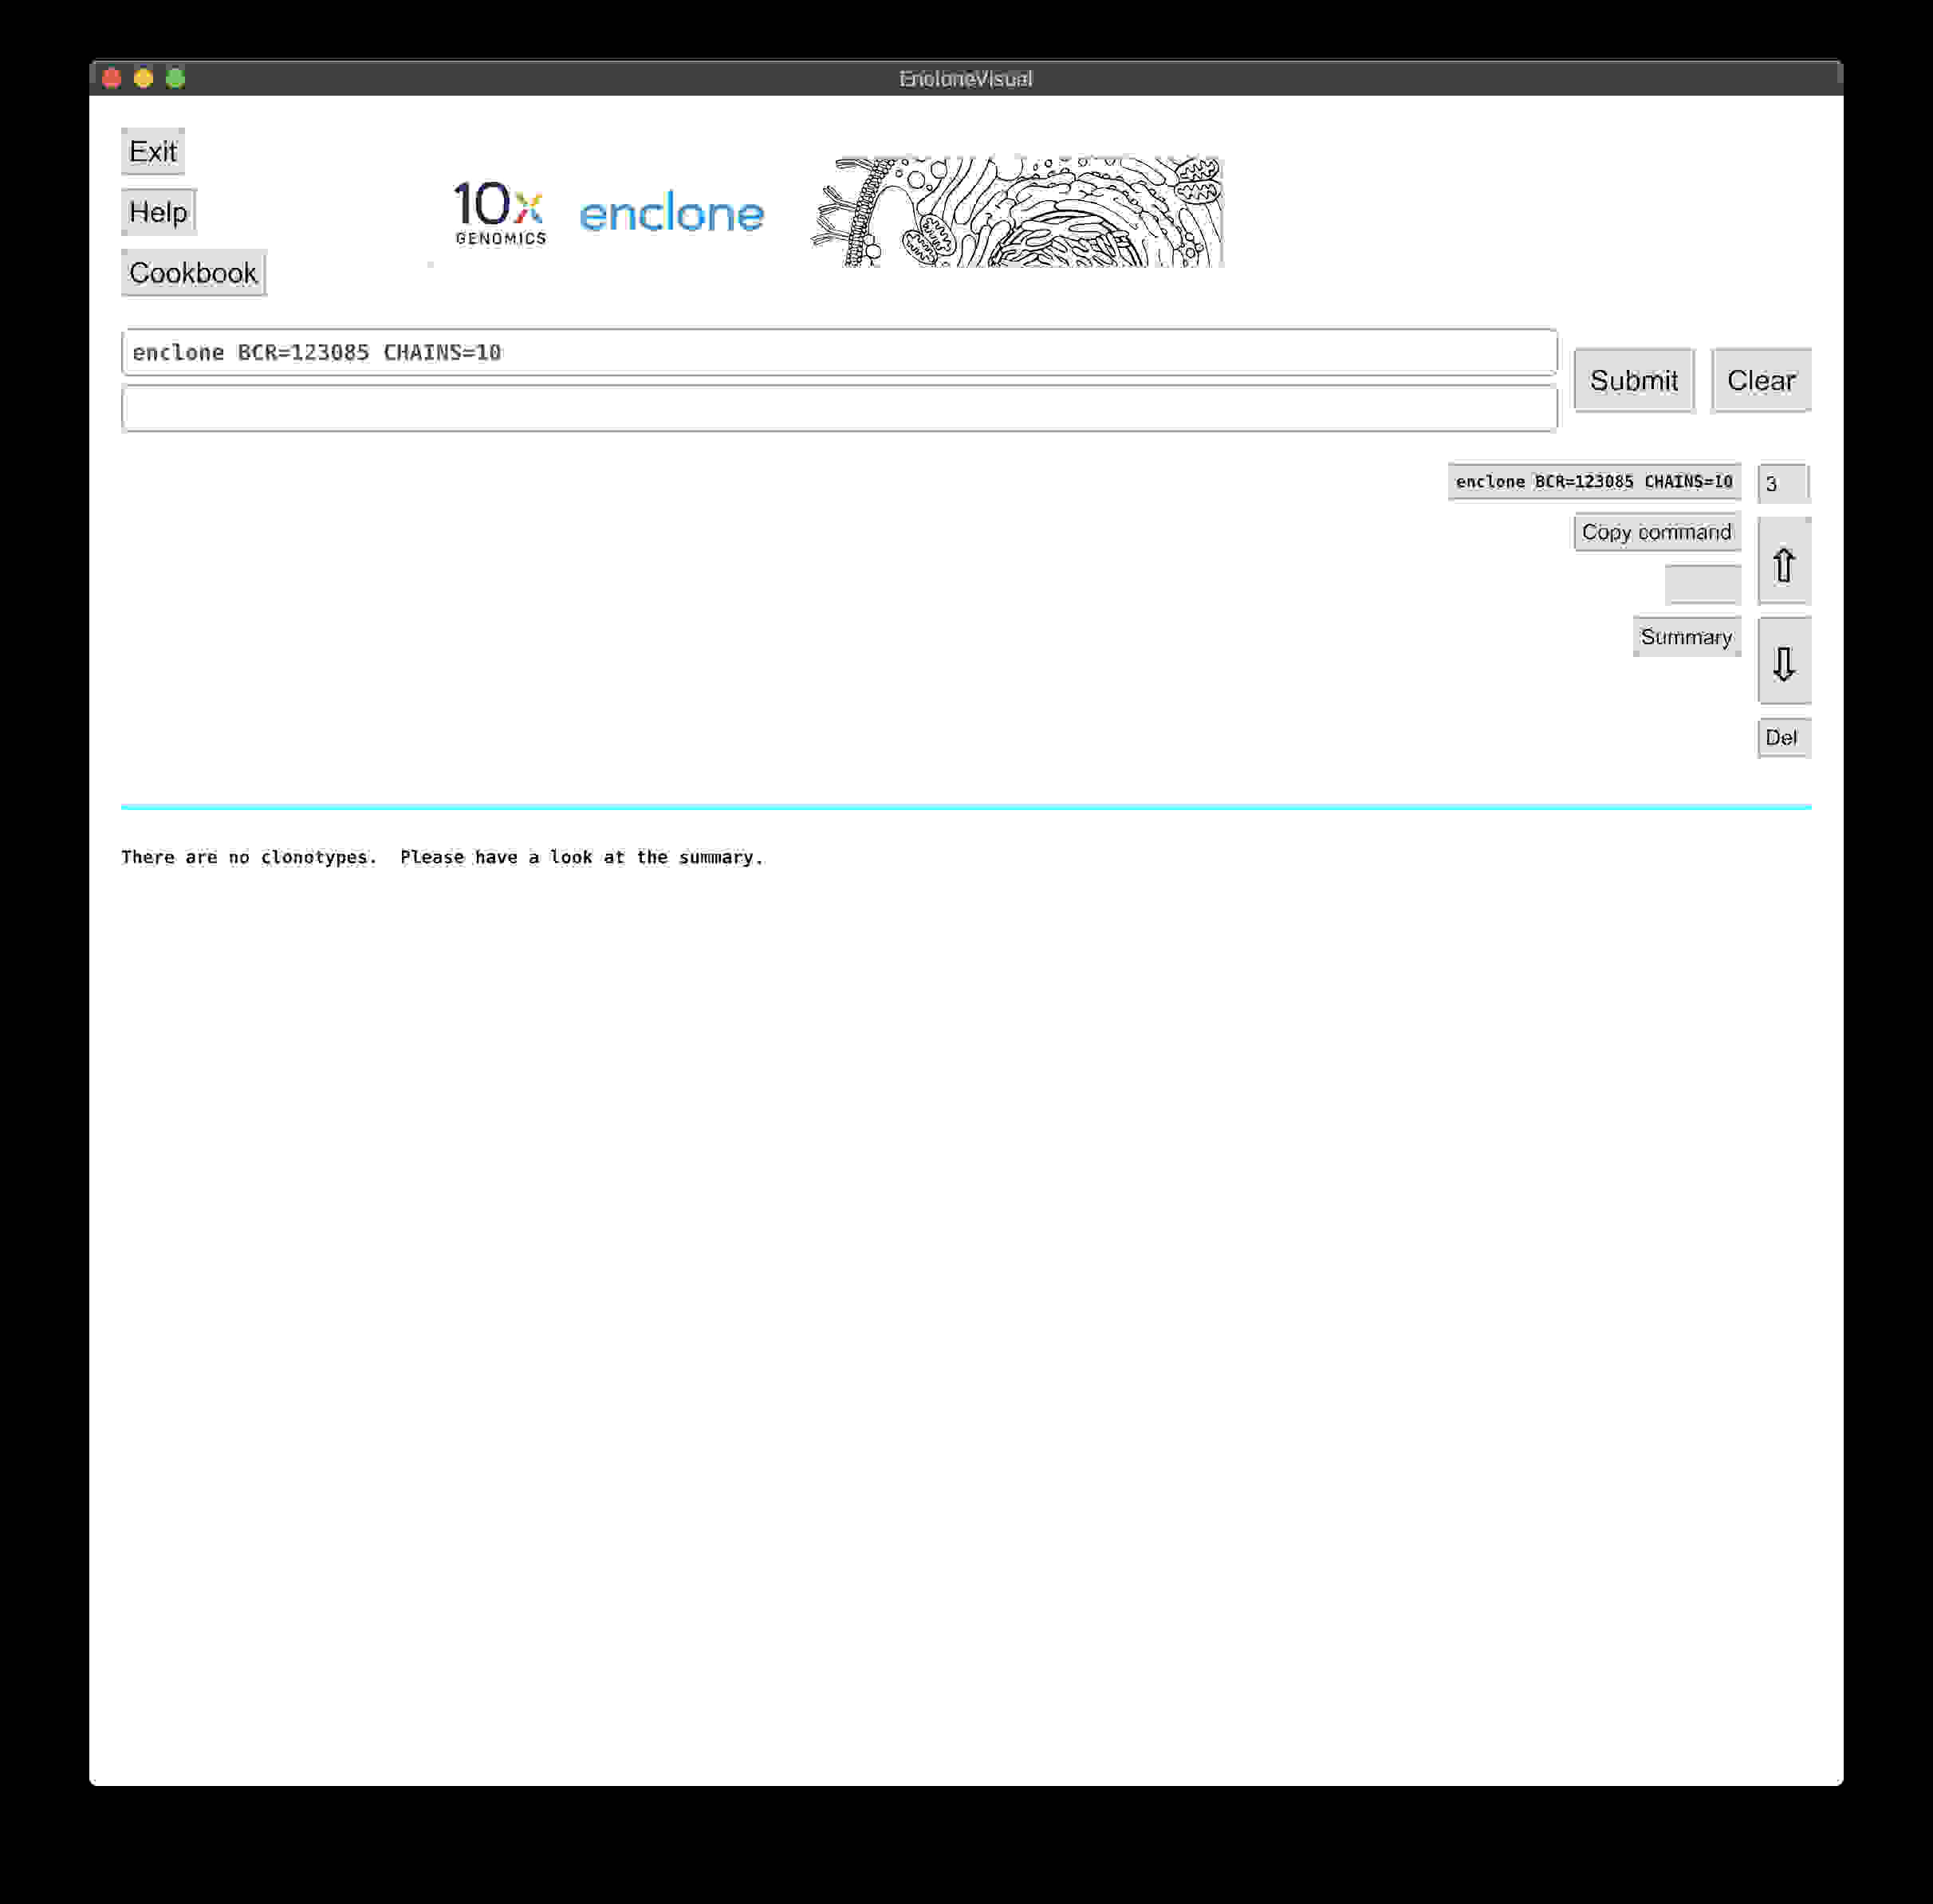 EncloneVisual
Exit
Help
Cookbook
10x
GENOMICS
enclone
enclone BCR=123085 CHAINS=10
Submit
Clear
enclone BCR=123085 CHAINS=10
3
Copy command
⇧
Summary
⇩
Del
There are no clonotypes.  Please have a look at the summary.